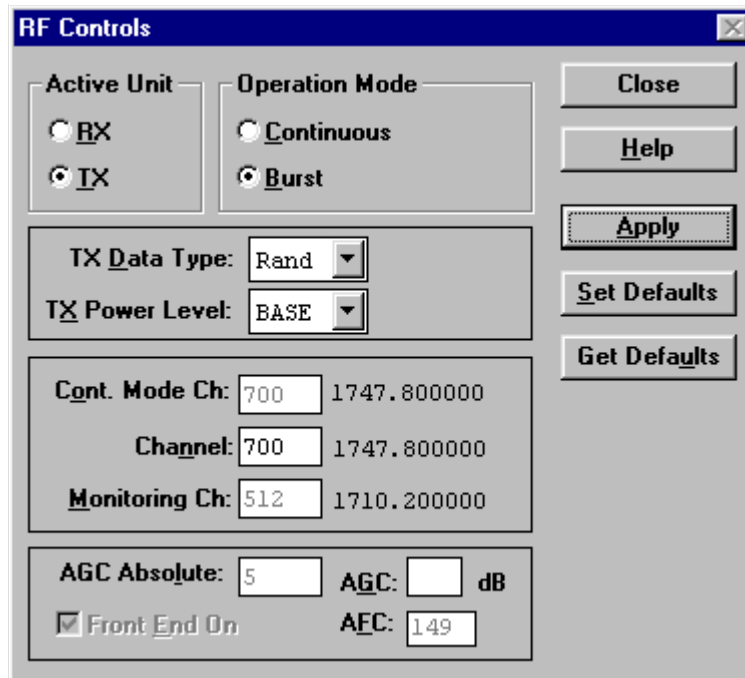 RF Controls
Active Unit
RX
TX
Operation Mode
Continuous
Burst
Close
Help
Apply
Set Defaults
Get Defaults
TX Data Type: Rand
TX Power Level: BASE
Cont. Mode Ch: 700 1747.800000
Channel: 700 1747.800000
Monitoring Ch: 512 1710.200000
AGC Absolute: 5 AGC: dB
Front End On AFC: 149